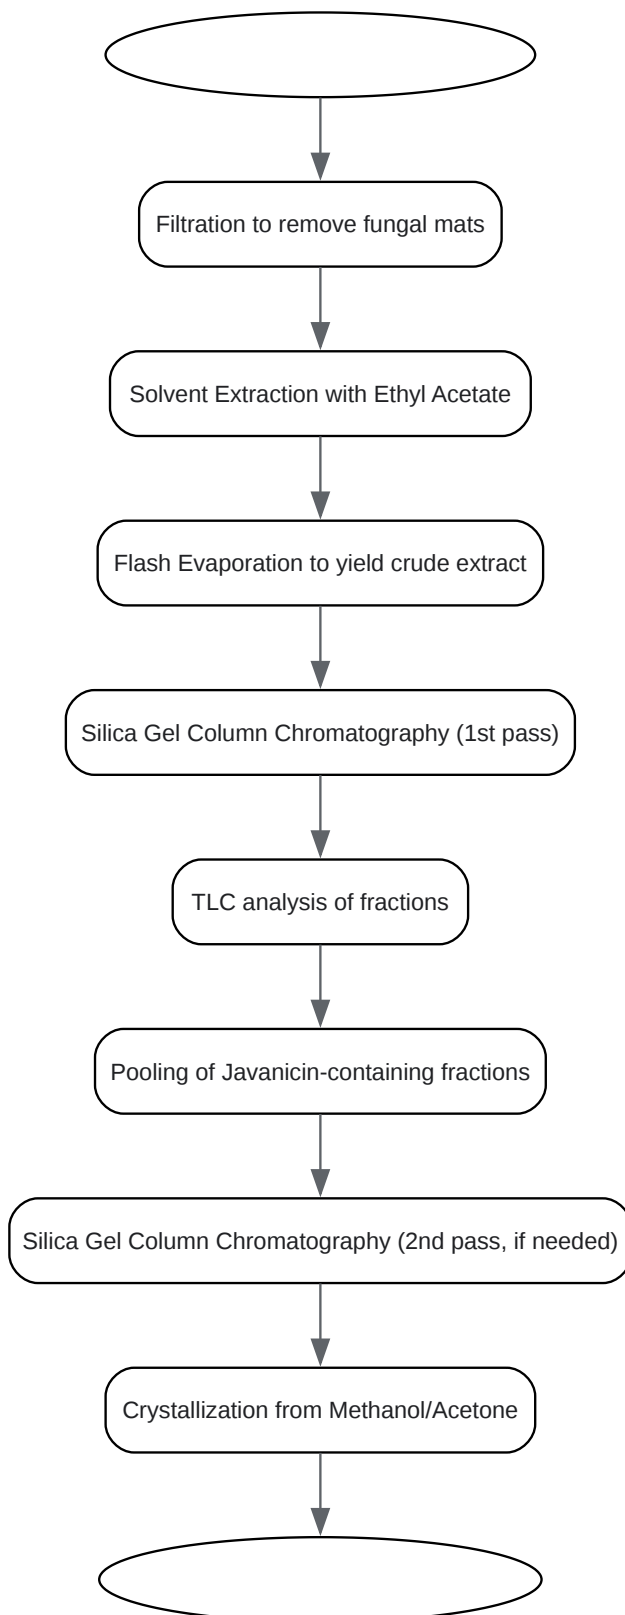 Filtration to remove fungal mats
Solvent Extraction with Ethyl Acetate
Flash Evaporation to yield crude extract
Silica Gel Column Chromatography (1st pass)
TLC analysis of fractions
Pooling of Javanicin-containing fractions
Silica Gel Column Chromatography (2nd pass, if needed)
Crystallization from Methanol/Acetone